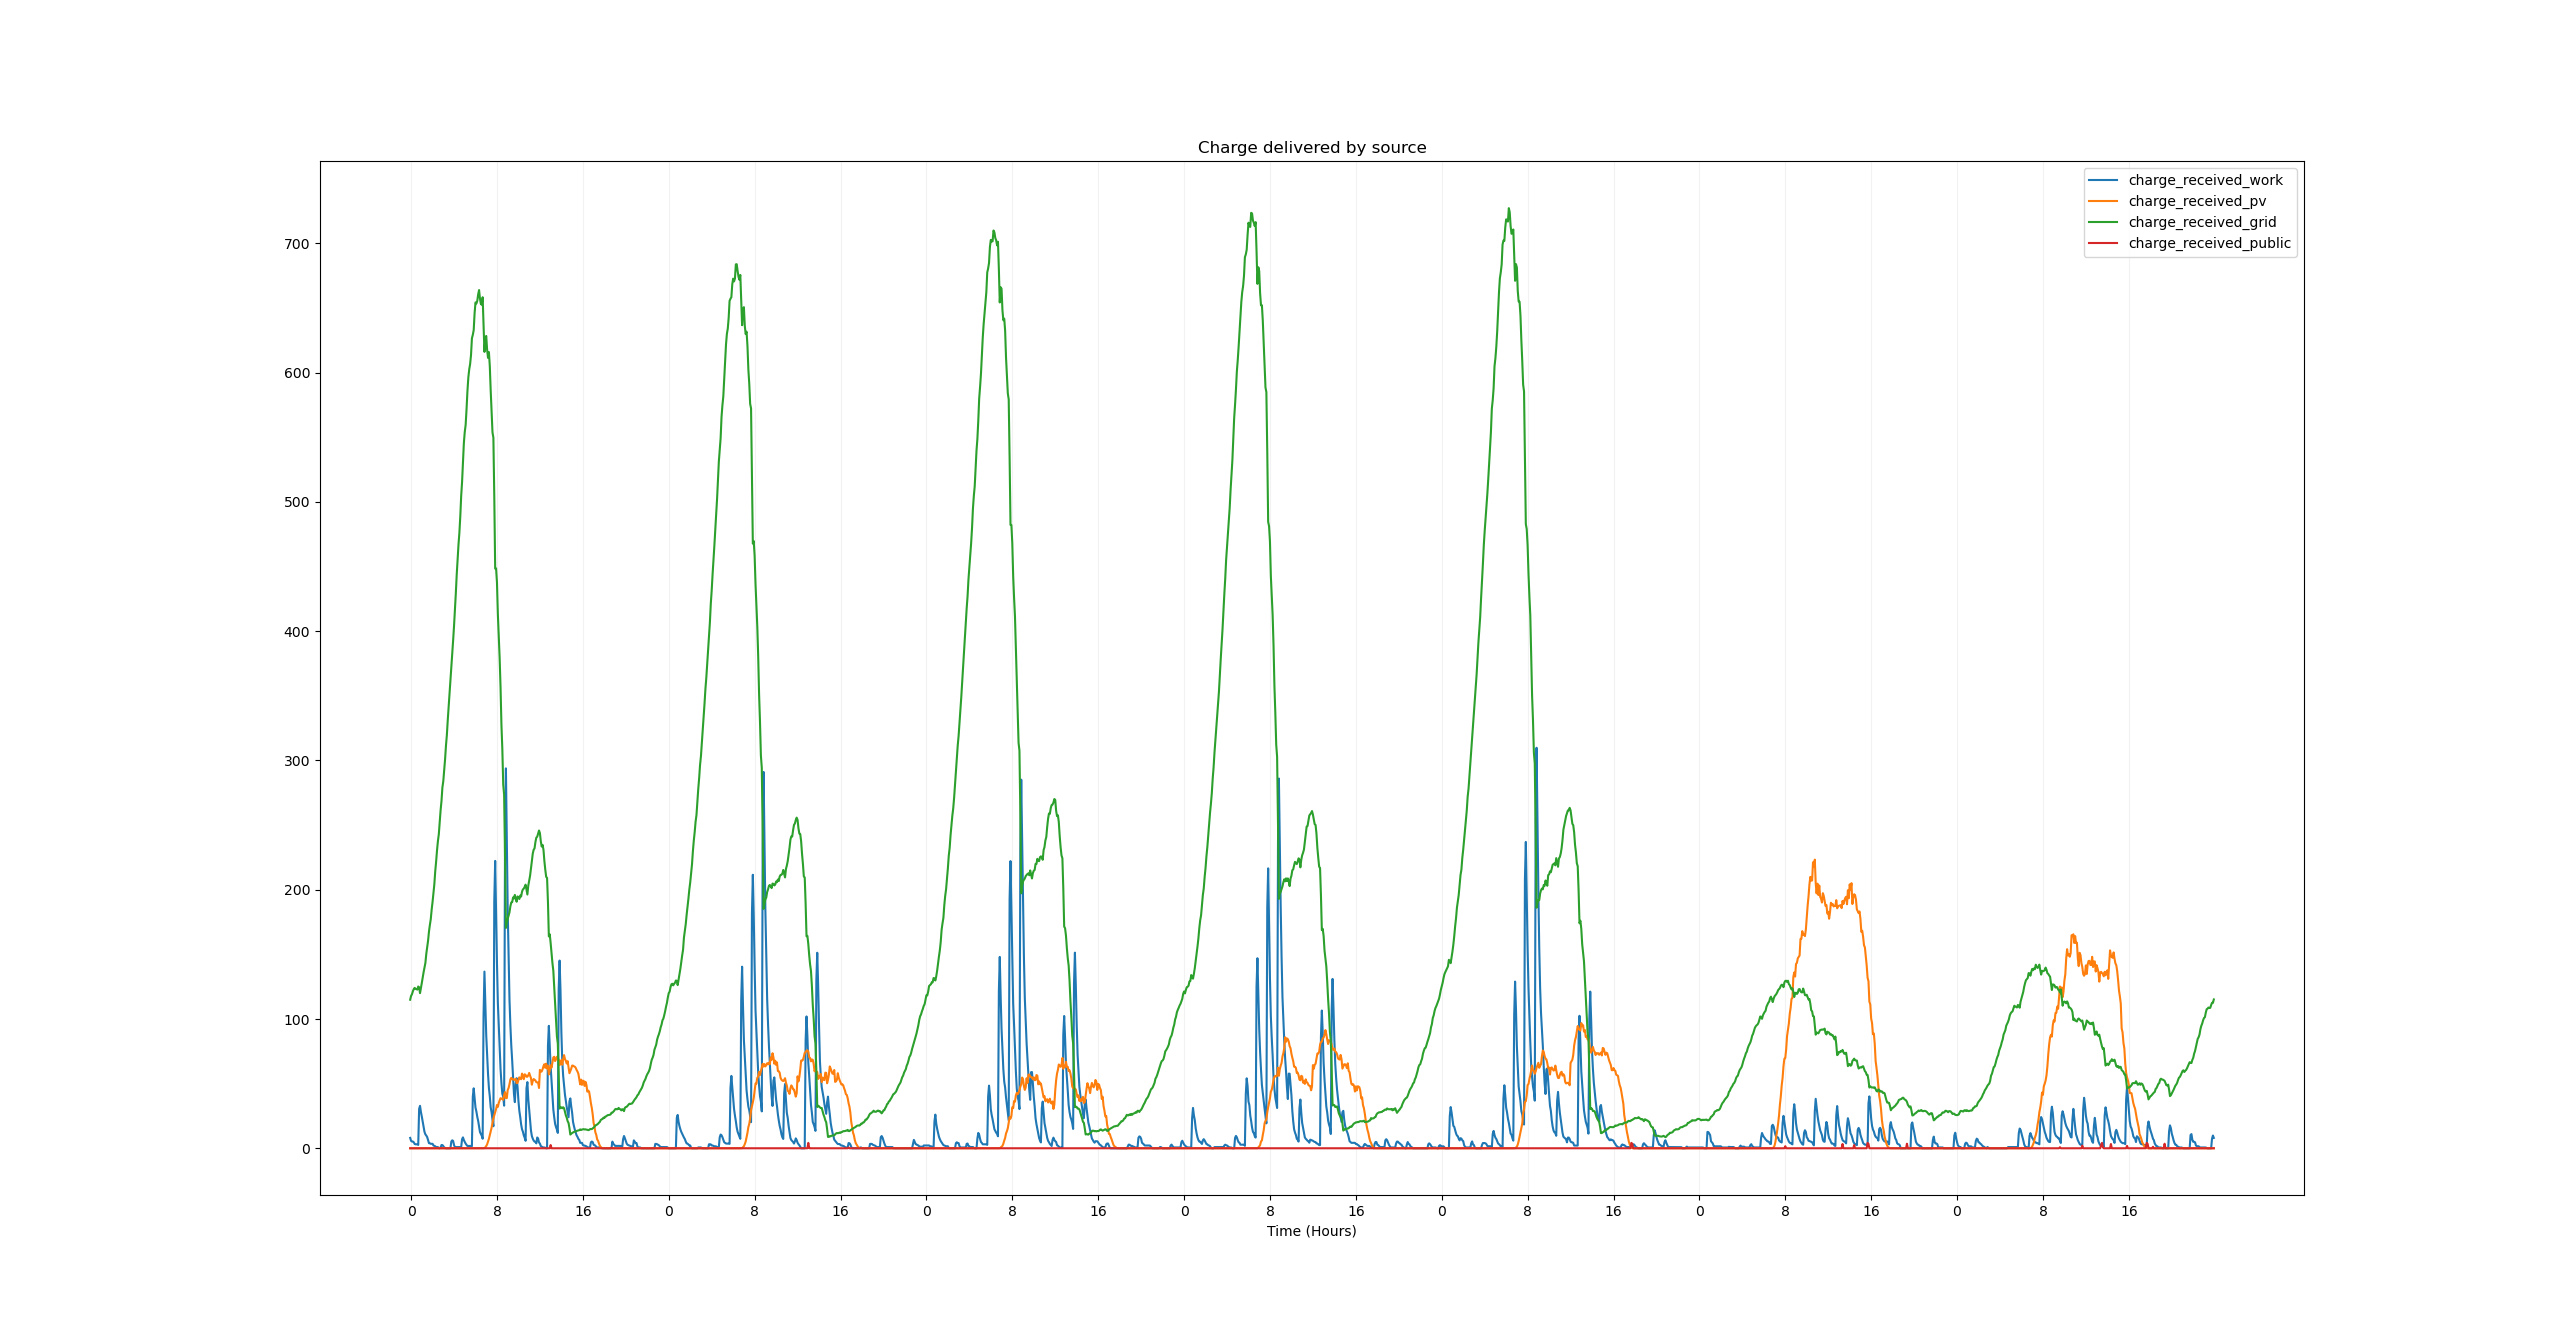 Charge delivered by source
charge_received_work
charge_received_pv
charge_received_grid
charge_received_public
700
600
500
400
300
200
100
0
0 8 16 0 8 16 0 8 16 0 8 16 0 8 16 0 8 16 0 8 16
Time (Hours)